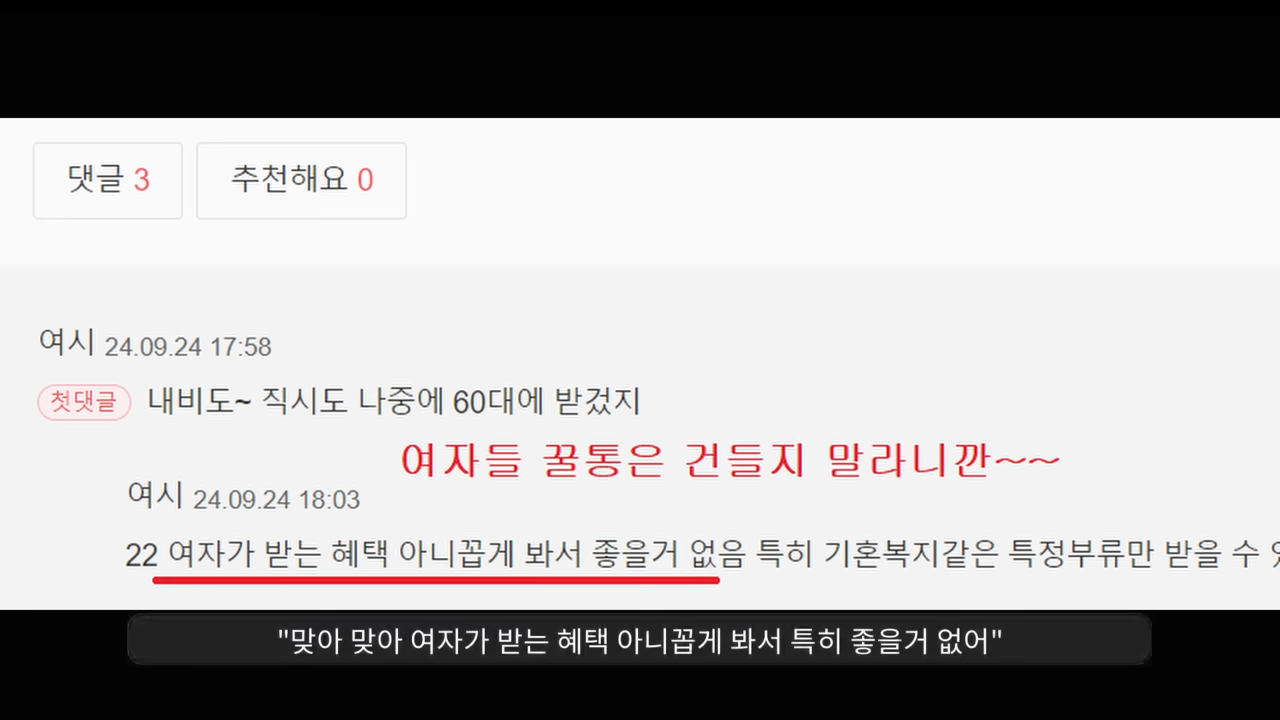 댓글 3 추천해요 0
여시 24.09.24 17:58
첫댓글 내비도~ 직시도 나중에 60대에 받겄지
여자들 꿀통은 건들지 말라니깐~~
여시 24.09.24 18:03
22 여자가 받는 혜택 아니꼽게 봐서 좋을거 없음 특히 기혼복지같은 특정부류만 받을 수
"맞아 맞아 여자가 받는 혜택 아니꼽게 봐서 특히 좋을거 없어"